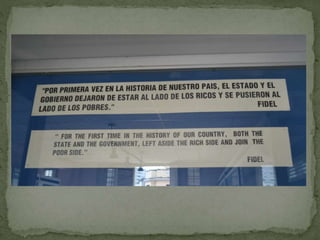 "POR PRIMERA VEZ EN LA HISTORIA DE NUESTRO PAIS, EL ESTADO Y EL
GOBIERNO DEJARON DE ESTAR AL LADO DE LOS RICOS Y SE PUSIERON AL
LADO DE LOS POBRES."
FIDEL
" FOR THE FIRST TIME IN THE HISTORY OF OUR COUNTRY, BOTH THE
STATE AND THE GOVERNMENT, LEFT ASIDE THE RICH SIDE AND JOIN THE
POOR SIDE."
FIDEL